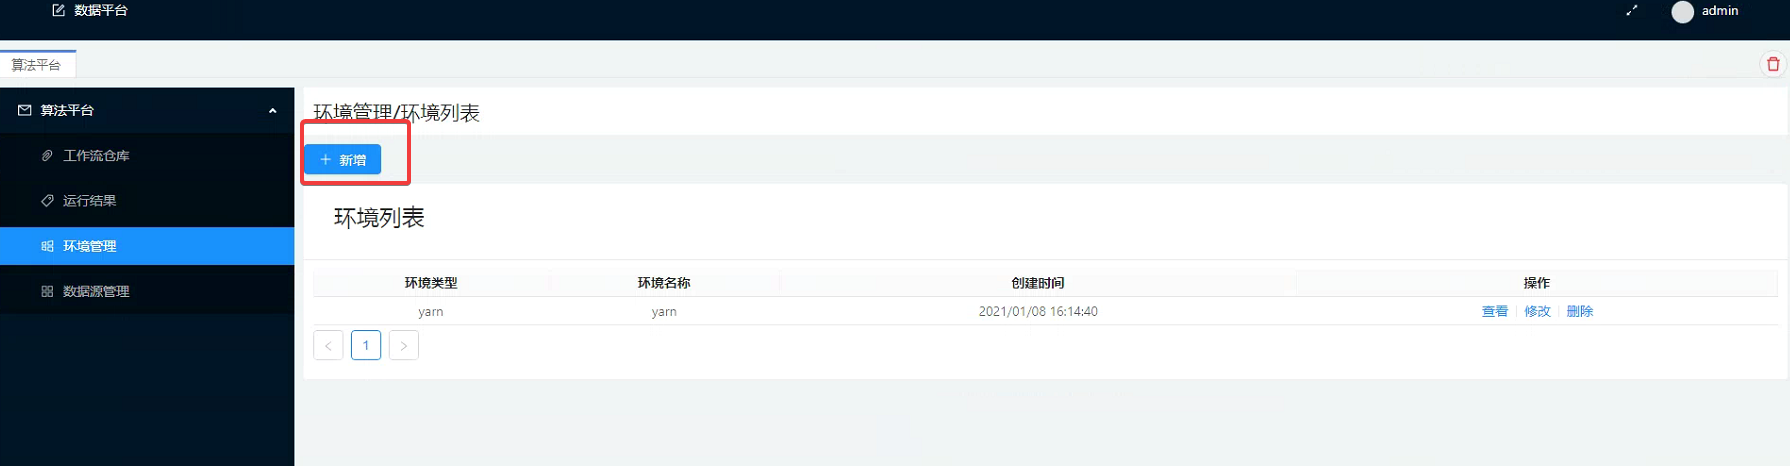 数据平台
admin
算法平台
算法平台
环境管理/环境列表
新增
工作流仓库
运行结果
环境管理
数据源管理
环境列表
环境类型 环境名称 创建时间 操作
yarn yarn 2021/01/08 16:14:40 查看 修改 删除
< 1 >